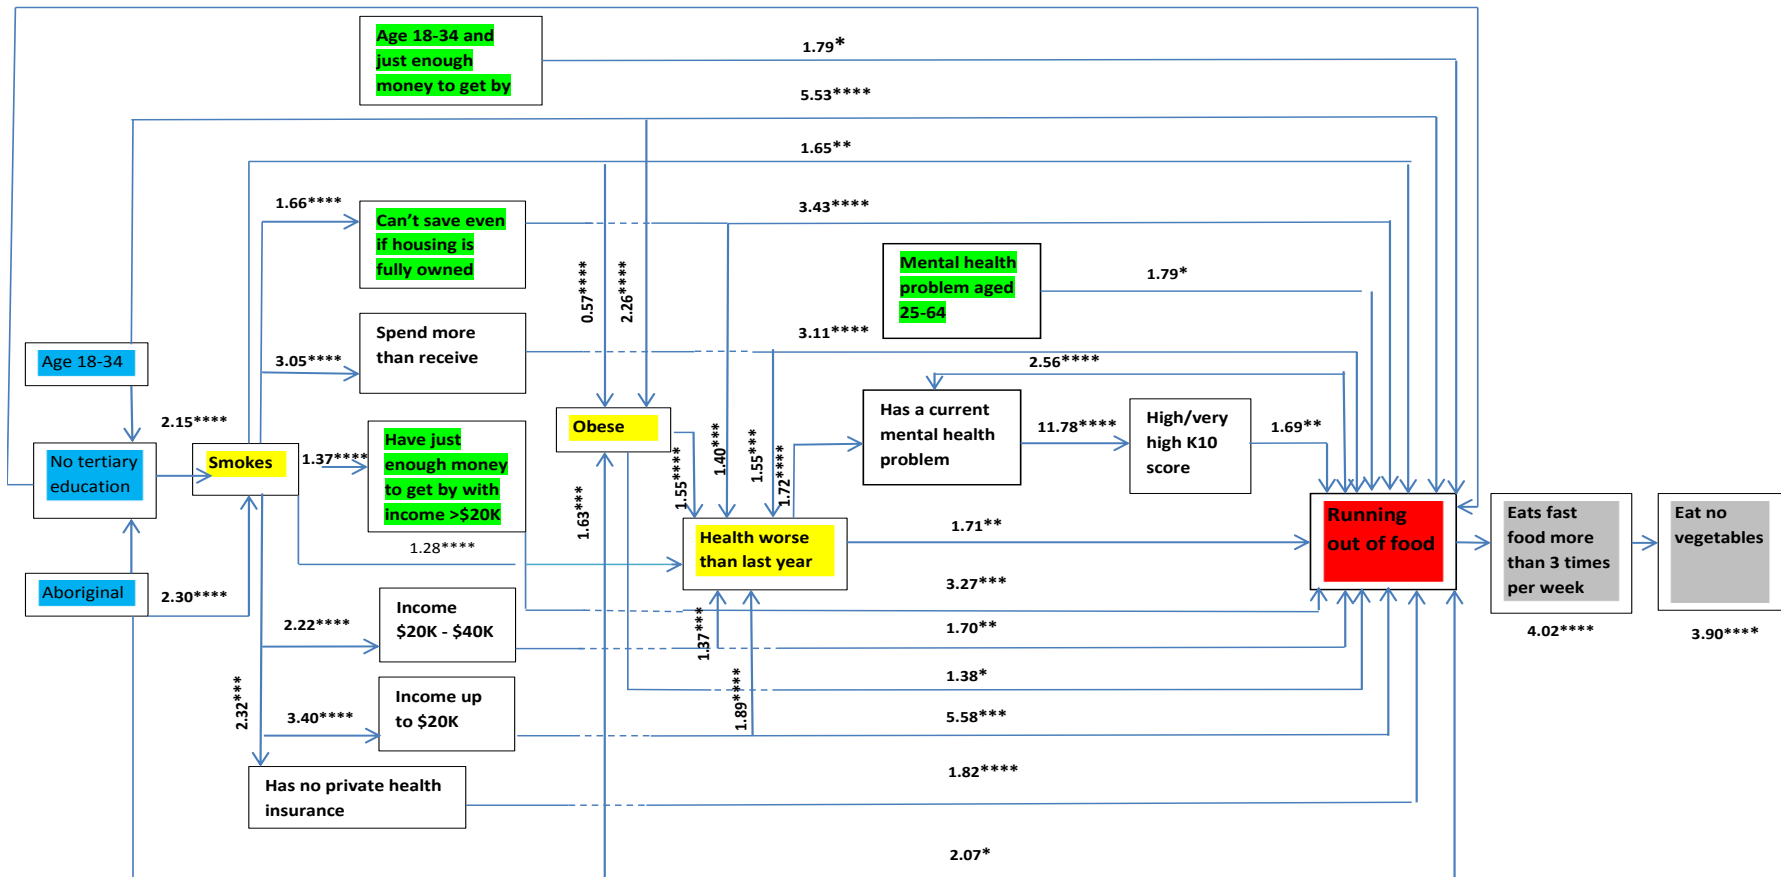 Age 18-34 and
just enough
money to get by
1.79*
5.53****
1.65**
1.66****
Can’t save even
if housing is
fully owned
3.43****
0.57****
2.26****
Mental health
problem aged
25-64
1.79*
Spend more
than receive
3.05****
3.11****
2.56****
Age 18-34
2.15****
No tertiary
education
Smokes
1.37****
Have just
enough money
to get by with
income >$20K
Obese
1.63***
1.55****
1.40***
1.55***
1.72****
Has a current
mental health
problem
11.78****
High/very
high K10
score
1.69**
Health worse
than last year
1.71**
1.28****
Running
out of food
Eats fast
food more
than 3 times
per week
Eat no
vegetables
4.02****
3.90****
Aboriginal
2.30****
3.27***
Income
$20K - $40K
2.22****
1.37***
1.70**
2.32***
Income up
to $20K
3.40****
1.89****
1.38*
5.58***
Has no private health
insurance
1.82****
2.07*